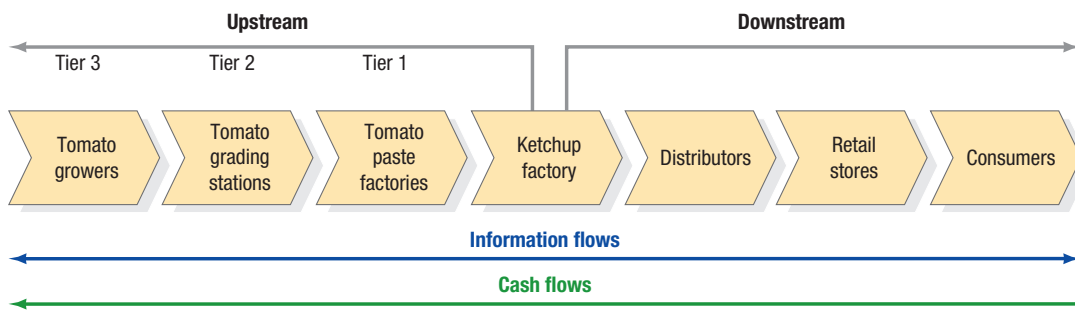 Upstream
Downstream
Tier 3
Tier 2
Tier 1
Tomato
growers
Tomato
grading
stations
Tomato
paste
factories
Ketchup
factory
Distributors
Retail
stores
Consumers
Information flows
Cash flows